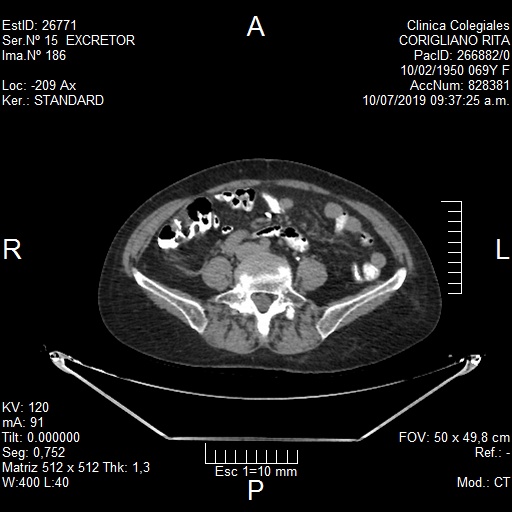 EstID: 26771
Ser.Nº 15 EXCRETOR
Ima.Nº 186
Loc: -209 Ax
Ker.: STANDARD
A
Clinica Colegiales
CORIGLIANO RITA
PacID: 266882/0
10/02/1950 069Y F
AccNum: 828381
10/07/2019 09:37:25 a.m.
R
L
KV: 120
mA: 91
Tilt: 0.000000
Seg: 0,752
Matriz 512 x 512 Thk: 1,3
W:400 L:40
Esc 1=10 mm
P
FOV: 50 x 49,8 cm
Ref.: -
Mod.: CT